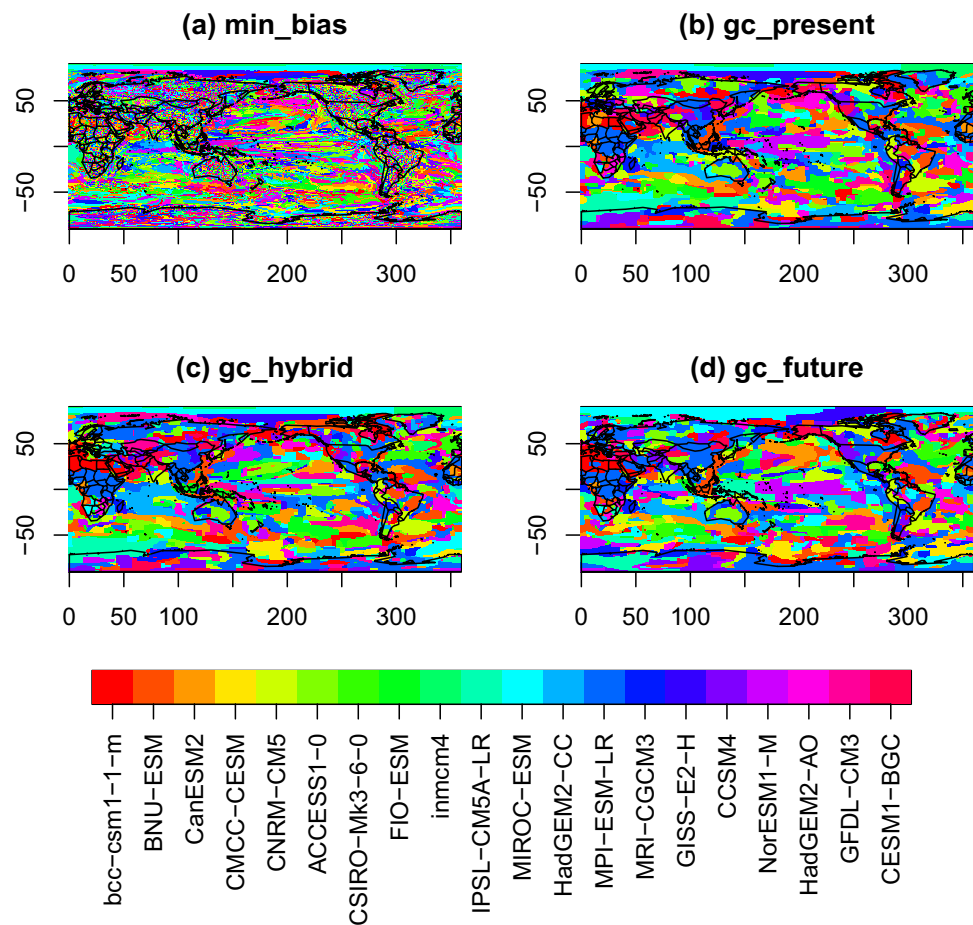 (a) min_bias
(b) gc_present
50
−50
0 50 100 200 300
50
−50
0 50 100 200 300
(c) gc_hybrid
(d) gc_future
50
−50
0 50 100 200 300
50
−50
0 50 100 200 300
bcc−csm1−1−m
BNU−ESM
CanESM2
CMCC−CESM
CNRM−CM5
ACCESS1−0
CSIRO−Mk3−6−0
FIO−ESM
inmcm4
IPSL−CM5A−LR
MIROC−ESM
HadGEM2−CC
MPI−ESM−LR
MRI−CGCM3
GISS−E2−H
CCSM4
NorESM1−M
HadGEM2−AO
GFDL−CM3
CESM1−BGC